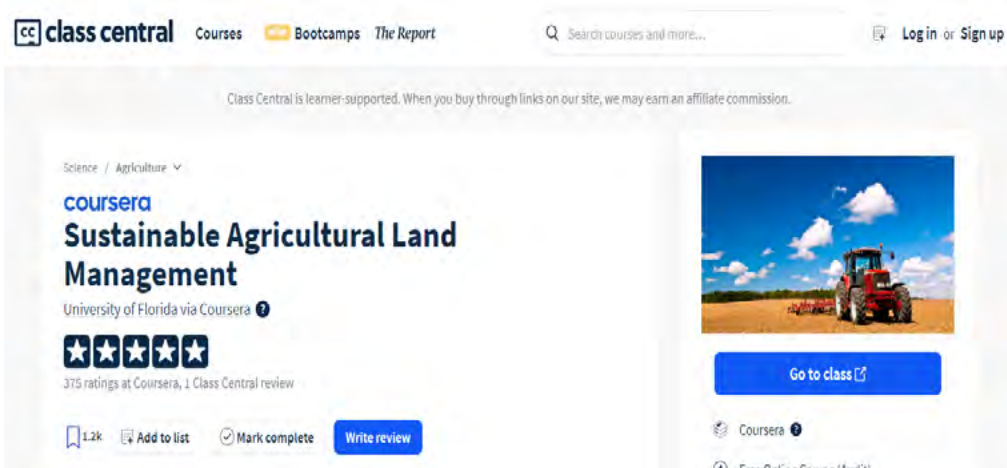 cc class central Courses Bootcamps The Report Search courses and more... Log in or Sign up
Class Central is learner-supported. When you buy through links on our site, we may earn an affiliate commission.
Science / Agriculture
coursera
Sustainable Agricultural Land
Management
University of Florida via Coursera ?
375 ratings at Coursera, 1 Class Central review
1.2k Add to list Mark complete Write review
Go to class
Coursera ?